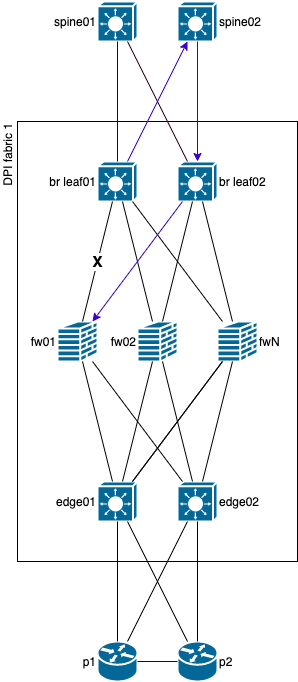 spine01
spine02
DPI fabric 1
br leaf01
br leaf02
X
fw01
fw02
fwN
edge01
edge02
p1
p2